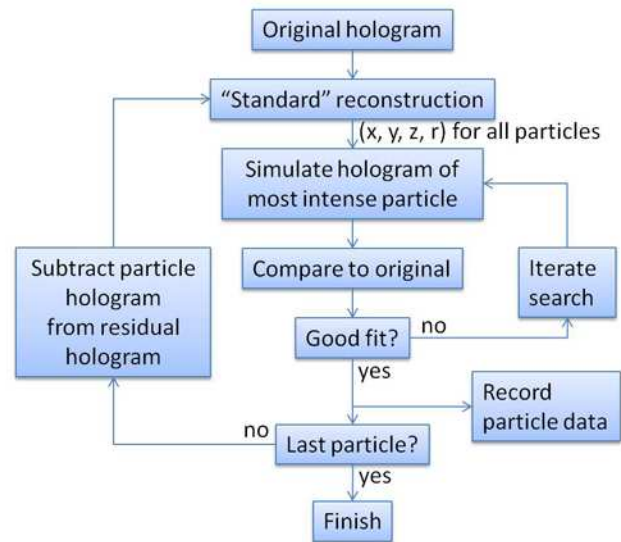 Original hologram
“Standard” reconstruction
(x, y, z, r) for all particles
Simulate hologram of
most intense particle
Subtract particle
hologram
from residual
hologram
Compare to original
Iterate
search
Good fit?
no
yes
Record
particle data
no
Last particle?
yes
Finish